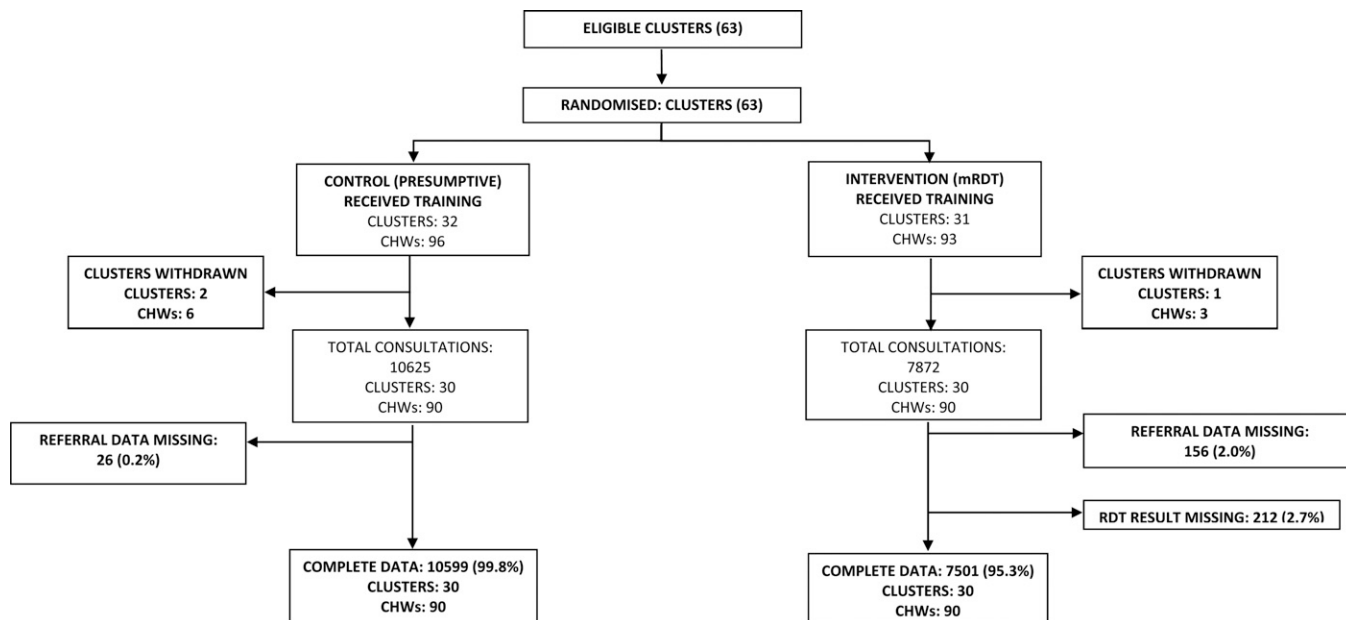 ELIGIBLE CLUSTERS (63)
RANDOMISED: CLUSTERS (63)
CONTROL (PRESUMPTIVE)
RECEIVED TRAINING
CLUSTERS: 32
CHWs: 96
INTERVENTION (mRDT)
RECEIVED TRAINING
CLUSTERS: 31
CHWs: 93
CLUSTERS WITHDRAWN
CLUSTERS: 2
CHWs: 6
CLUSTERS WITHDRAWN
CLUSTERS: 1
CHWs: 3
TOTAL CONSULTATIONS:
10625
CLUSTERS: 30
CHWs: 90
TOTAL CONSULTATIONS:
7872
CLUSTERS: 30
CHWs: 90
REFERRAL DATA MISSING:
26 (0.2%)
REFERRAL DATA MISSING:
156 (2.0%)
RDT RESULT MISSING: 212 (2.7%)
COMPLETE DATA: 10599 (99.8%)
CLUSTERS: 30
CHWs: 90
COMPLETE DATA: 7501 (95.3%)
CLUSTERS: 30
CHWs: 90